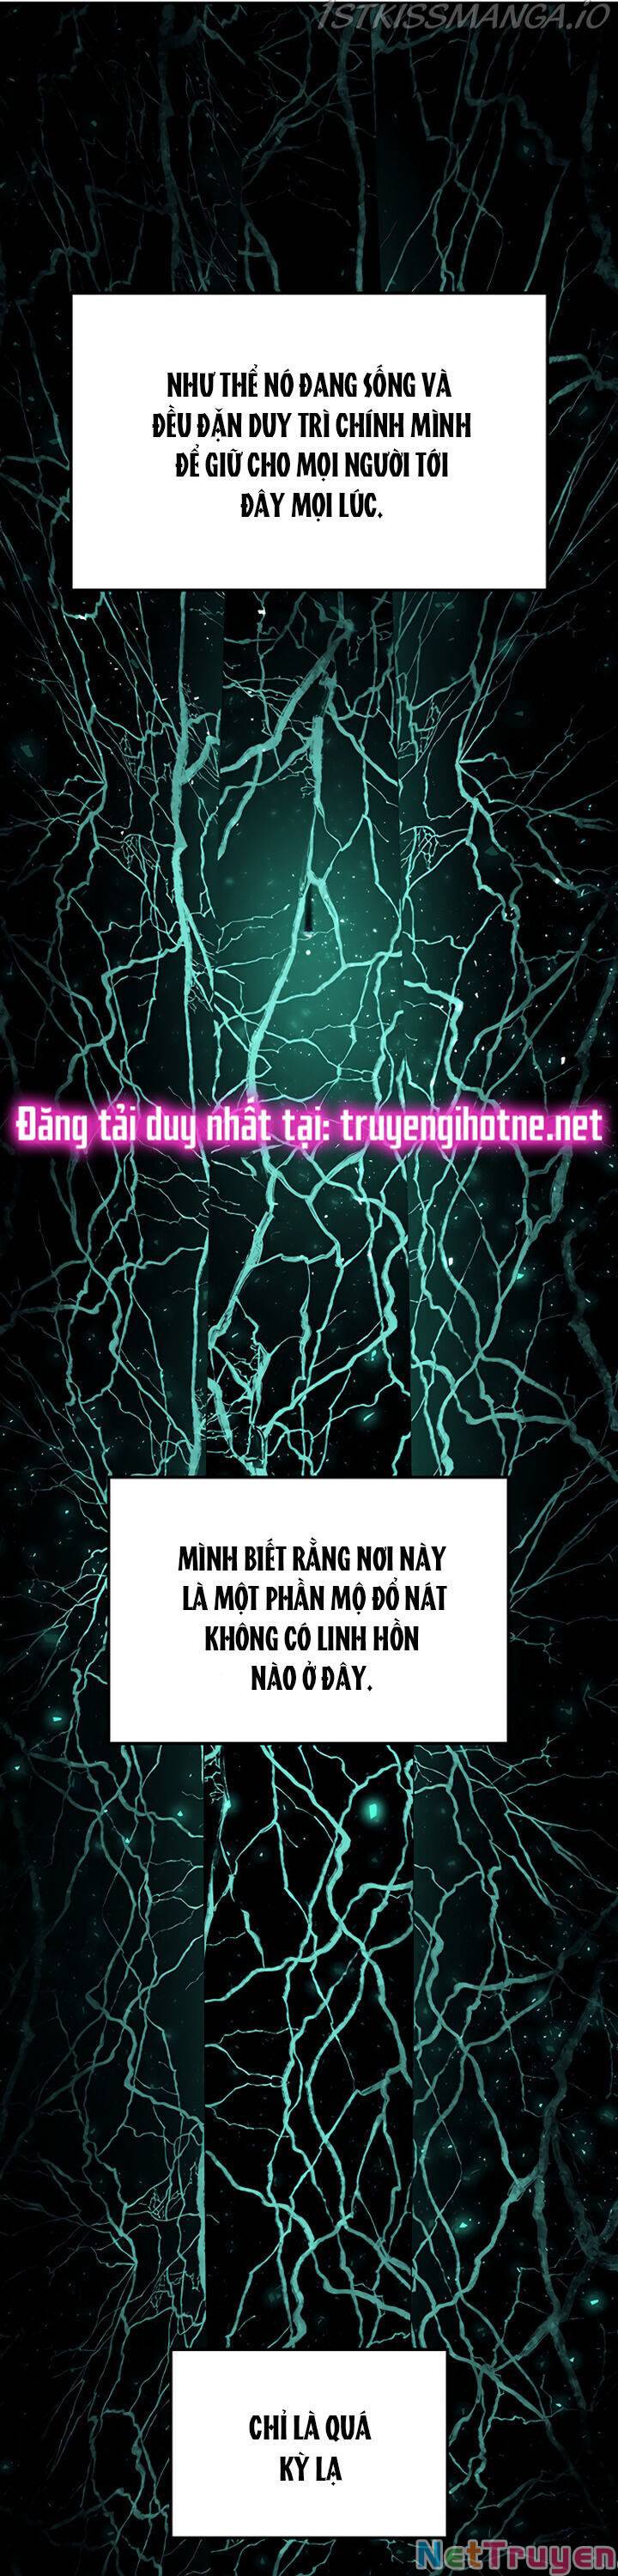 1STKISSMANGA.IO
NHƯ THỂ NÓ ĐANG SỐNG VÀ
ĐỀU ĐẶN DUY TRÌ CHÍNH MÌNH
ĐỂ GIỮ CHO MỌI NGƯỜI TỚI
ĐÂY MỌI LÚC.
Đăng tải duy nhất tại: truyengihotne.net
MÌNH BIẾT RẰNG NƠI NÀY
LÀ MỘT PHẦN MỘ ĐỔ NÁT
KHÔNG CÓ LINH HỒN
NÀO Ở ĐÂY.
CHỈ LÀ QUÁ
KỲ LẠ
NetTruyen